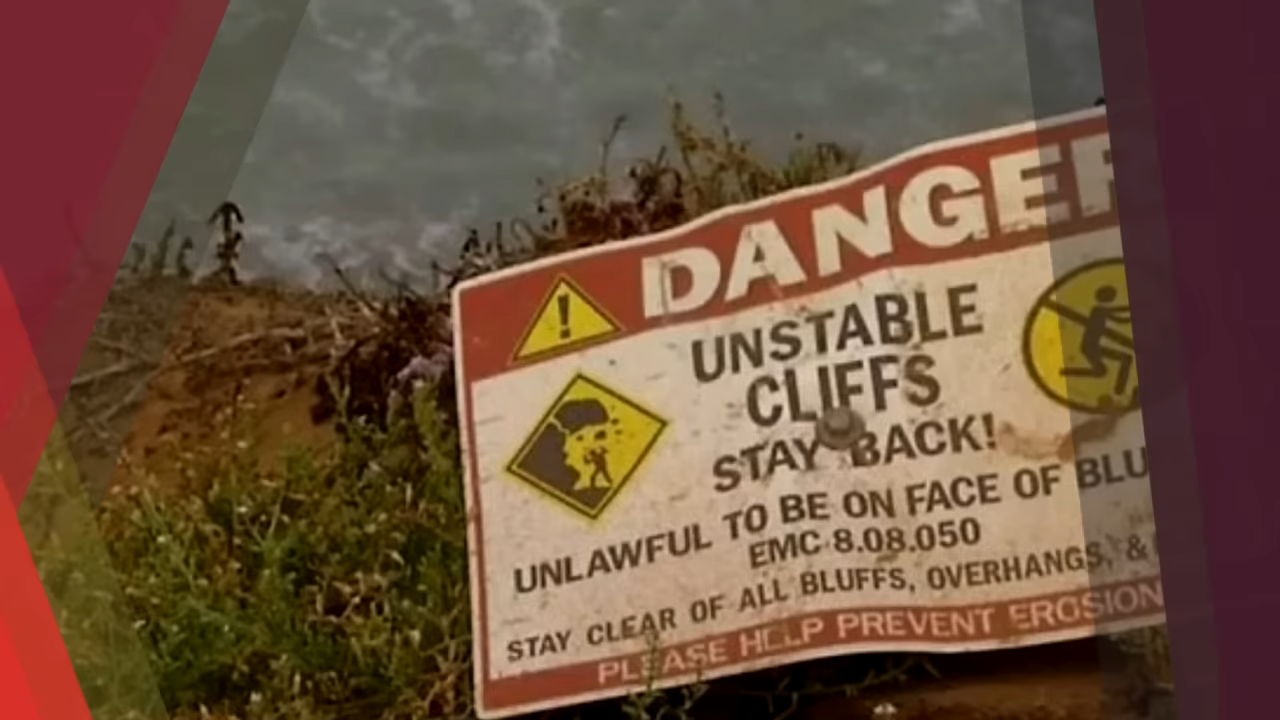 DANGER
UNSTABLE
CLIFFS
STAY BACK!
UNLAWFUL TO BE ON FACE OF BLU
EMC 8.08.050
STAY CLEAR OF ALL BLUFFS, OVERHANGS, &
PLEASE HELP PREVENT EROSION